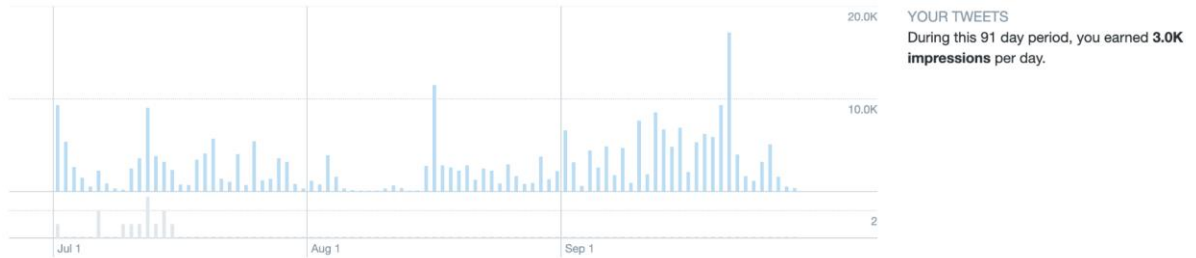 20.0K
10.0K
2
Jul 1
Aug 1
Sep 1
YOUR TWEETS
During this 91 day period, you earned 3.0K
impressions per day.